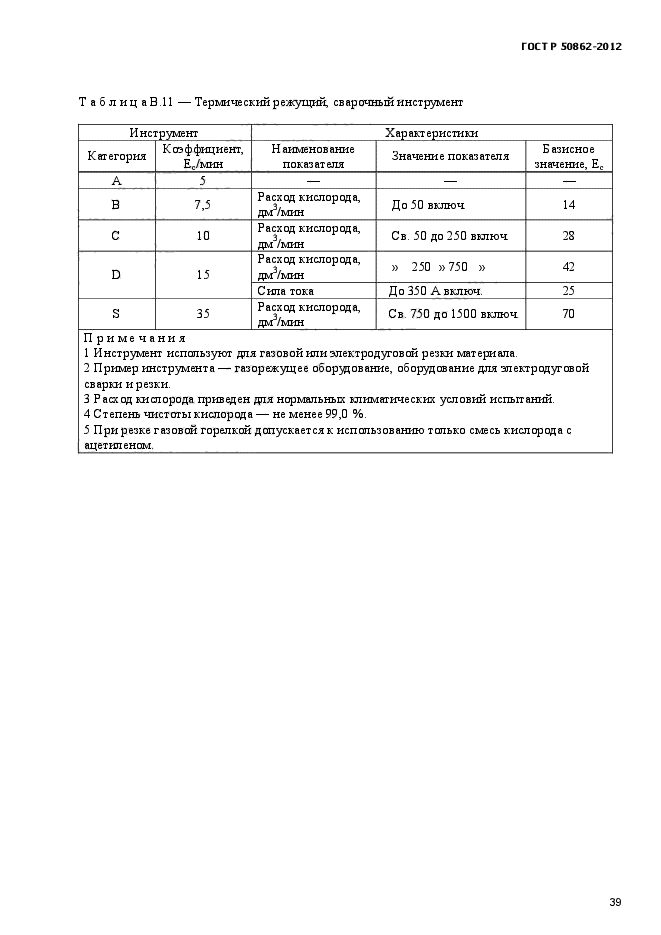 ГОСТ Р 50862-2012
Т а б л и ц а В.11 — Термический режущий, сварочный инструмент
Инструмент Характеристики
Категория Коэффициент, Ес/мин Наименование показателя Значение показателя Базисное значение, Ес
А 5 — — —
В 7,5 Расход кислорода, дм³/мин До 50 включ. 14
С 10 Расход кислорода, дм³/мин Св. 50 до 250 включ. 28
D 15 Расход кислорода, дм³/мин » 250 » 750 » 42
Сила тока До 350 А включ. 25
S 35 Расход кислорода, дм³/мин Св. 750 до 1500 включ. 70
П р и м е ч а н и я
1 Инструмент используют для газовой или электродуговой резки материала.
2 Пример инструмента — газорежущее оборудование, оборудование для электродуговой
сварки и резки.
3 Расход кислорода приведен для нормальных климатических условий испытаний.
4 Степень чистоты кислорода — не менее 99,0 %.
5 При резке газовой горелкой допускается к использованию только смесь кислорода с
ацетиленом.
39